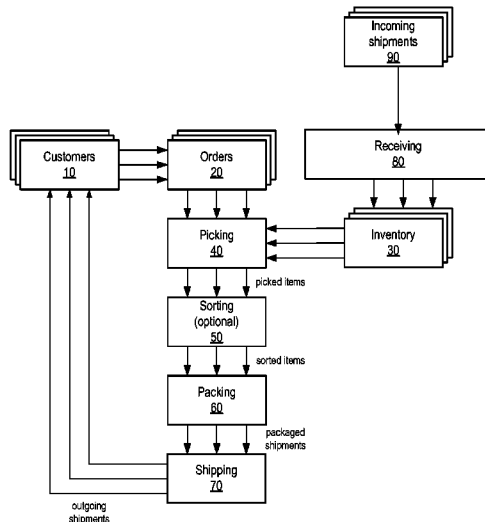 Incoming
shipments
90
Customers
10
Orders
20
Receiving
80
Picking
40
Inventory
30
picked items
Sorting
(optional)
50
sorted items
Packing
60
packaged
shipments
Shipping
70
outgoing
shipments